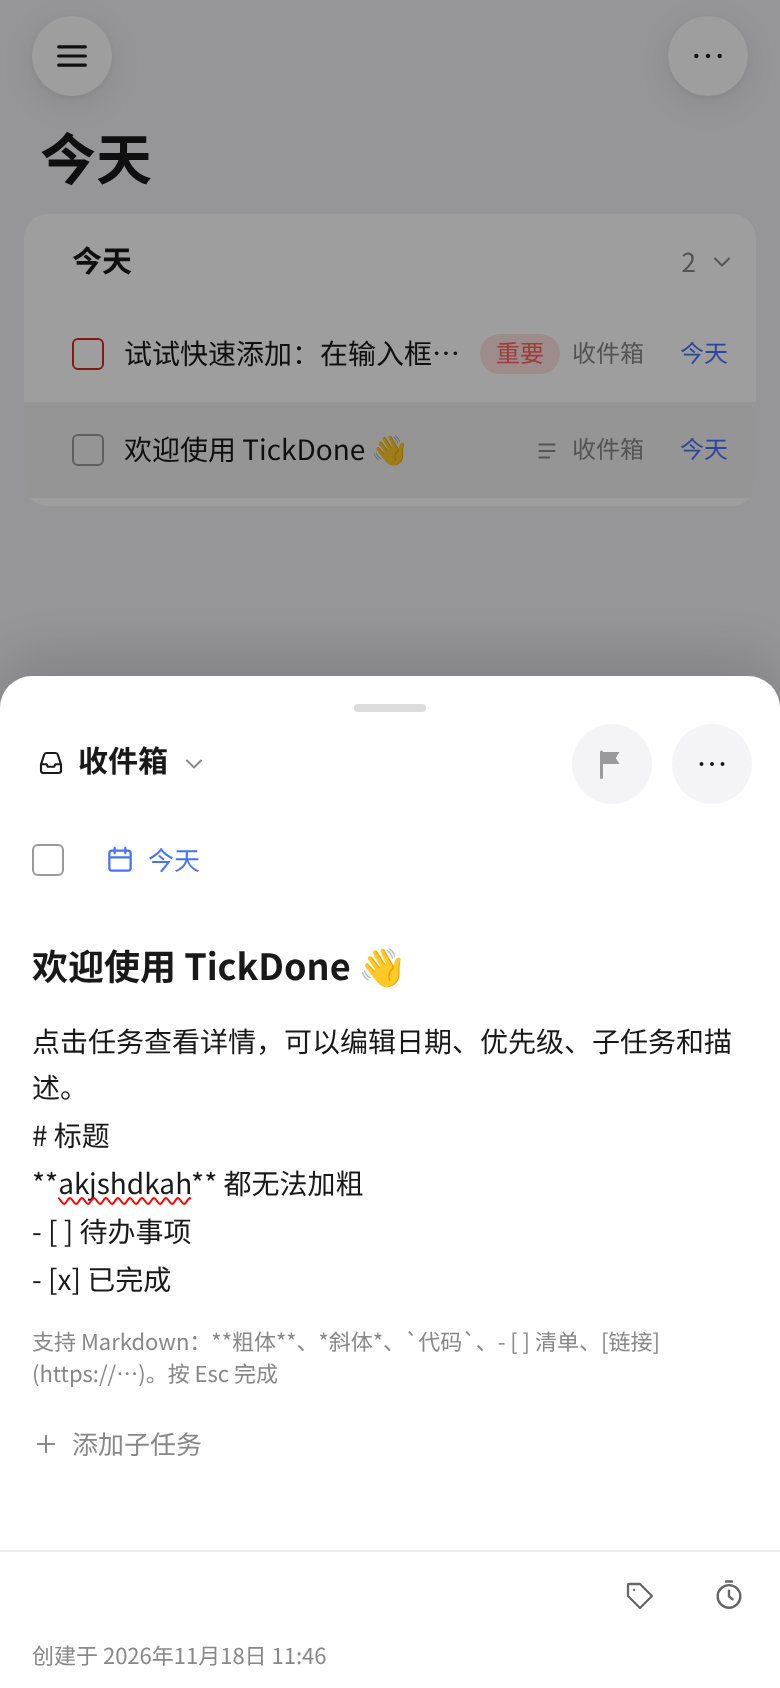 今天
今天 2
试试快速添加：在输入框… 重要 收件箱 今天
欢迎使用 TickDone 👋 收件箱 今天
收件箱
今天
欢迎使用 TickDone 👋
点击任务查看详情，可以编辑日期、优先级、子任务和描
述。
# 标题
**akjshdkah** 都无法加粗
- [ ] 待办事项
- [x] 已完成
支持 Markdown：**粗体**、*斜体*、`代码`、- [ ] 清单、[链接]
(https://…)。按 Esc 完成
添加子任务
创建于 2026年11月18日 11:46